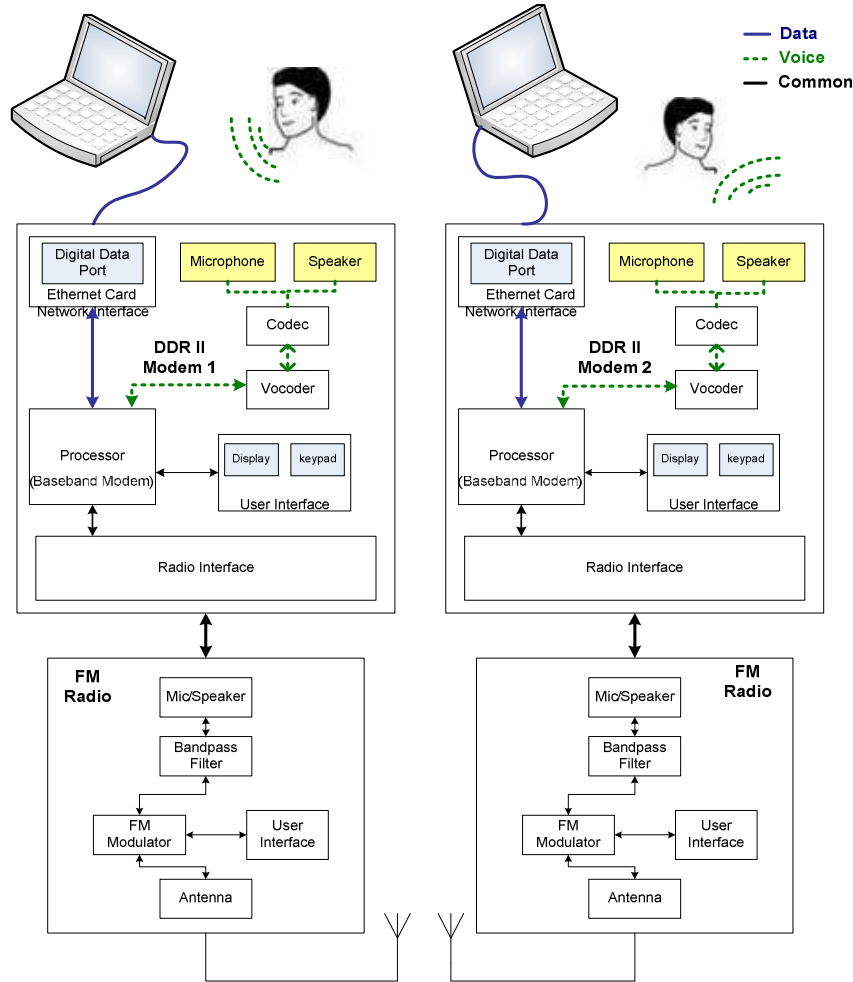 Data
Voice
Common
Digital Data
Port
Ethernet Card
Network Interface
Microphone
Speaker
Codec
DDR II
Modem 1
Vocoder
Processor
(Baseband Modem)
Display
keypad
User Interface
Radio Interface
Digital Data
Port
Ethernet Card
Network Interface
Microphone
Speaker
Codec
DDR II
Modem 2
Vocoder
Processor
(Baseband Modem)
Display
keypad
User Interface
Radio Interface
FM
Radio
Mic/Speaker
Bandpass
Filter
FM
Modulator
User
Interface
Antenna
FM
Radio
Mic/Speaker
Bandpass
Filter
FM
Modulator
User
Interface
Antenna